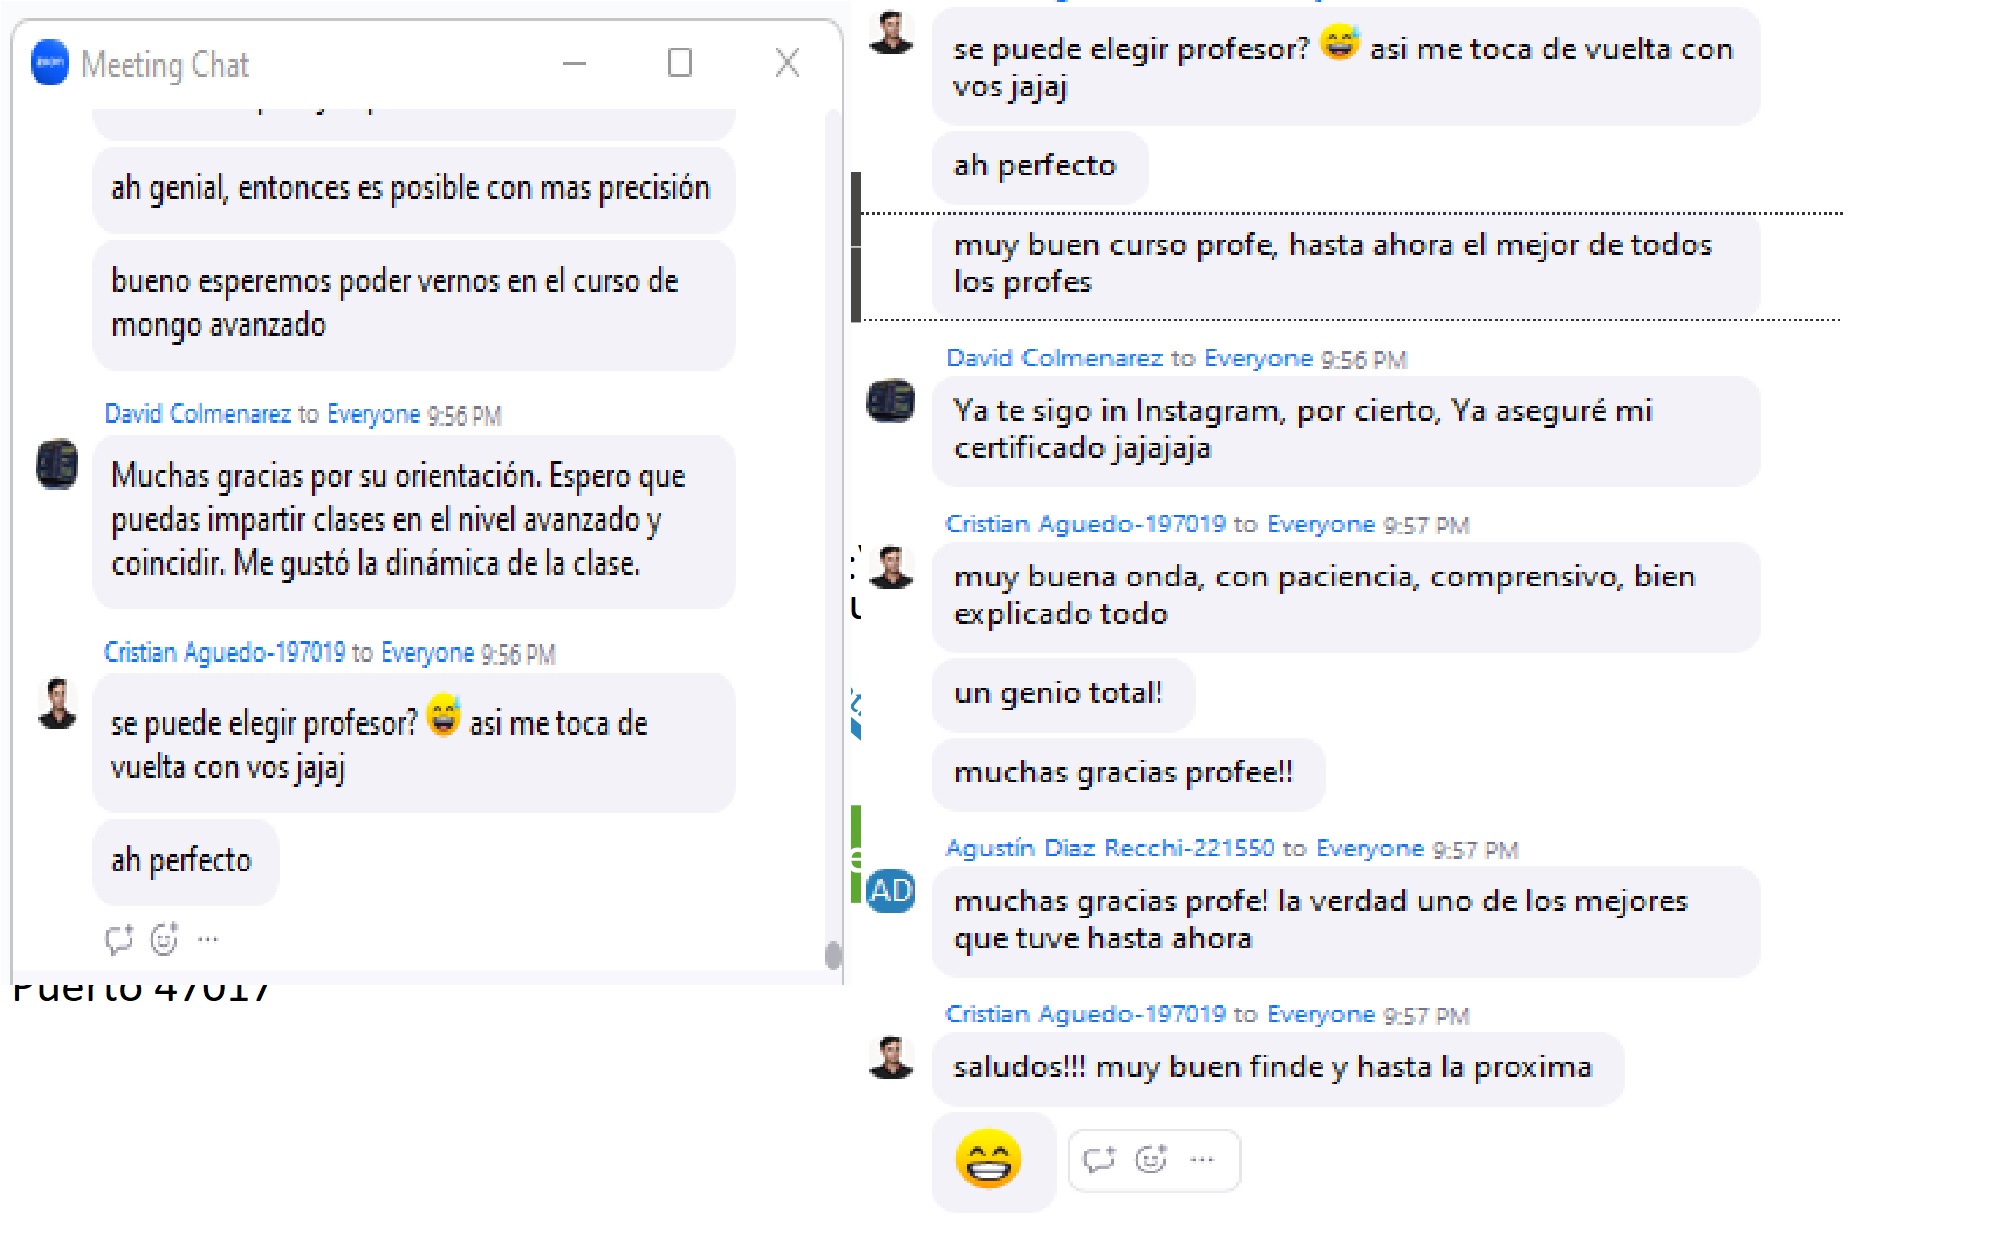 Meeting Chat
ah genial, entonces es posible con mas precisión
bueno esperemos poder vernos en el curso de
mongo avanzado
David Colmenarez to Everyone 9:56 PM
Muchas gracias por su orientación. Espero que
puedas impartir clases en el nivel avanzado y
coincidir. Me gustó la dinámica de la clase.
Cristian Aguedo-197019 to Everyone 9:56 PM
se puede elegir profesor? 😅 asi me toca de
vuelta con vos jajaj
ah perfecto
Puerto 47017
se puede elegir profesor? 😅 asi me toca de vuelta con
vos jajaj
ah perfecto
muy buen curso profe, hasta ahora el mejor de todos
los profes
David Colmenarez to Everyone 9:56 PM
Ya te sigo in Instagram, por cierto, Ya aseguré mi
certificado jajajaja
Cristian Aguedo-197019 to Everyone 9:57 PM
muy buena onda, con paciencia, comprensivo, bien
explicado todo
un genio total!
muchas gracias profee!!
Agustín Diaz Recchi-221550 to Everyone 9:57 PM
AD
muchas gracias profe! la verdad uno de los mejores
que tuve hasta ahora
Cristian Aguedo-197019 to Everyone 9:57 PM
saludos!!! muy buen finde y hasta la proxima
😁